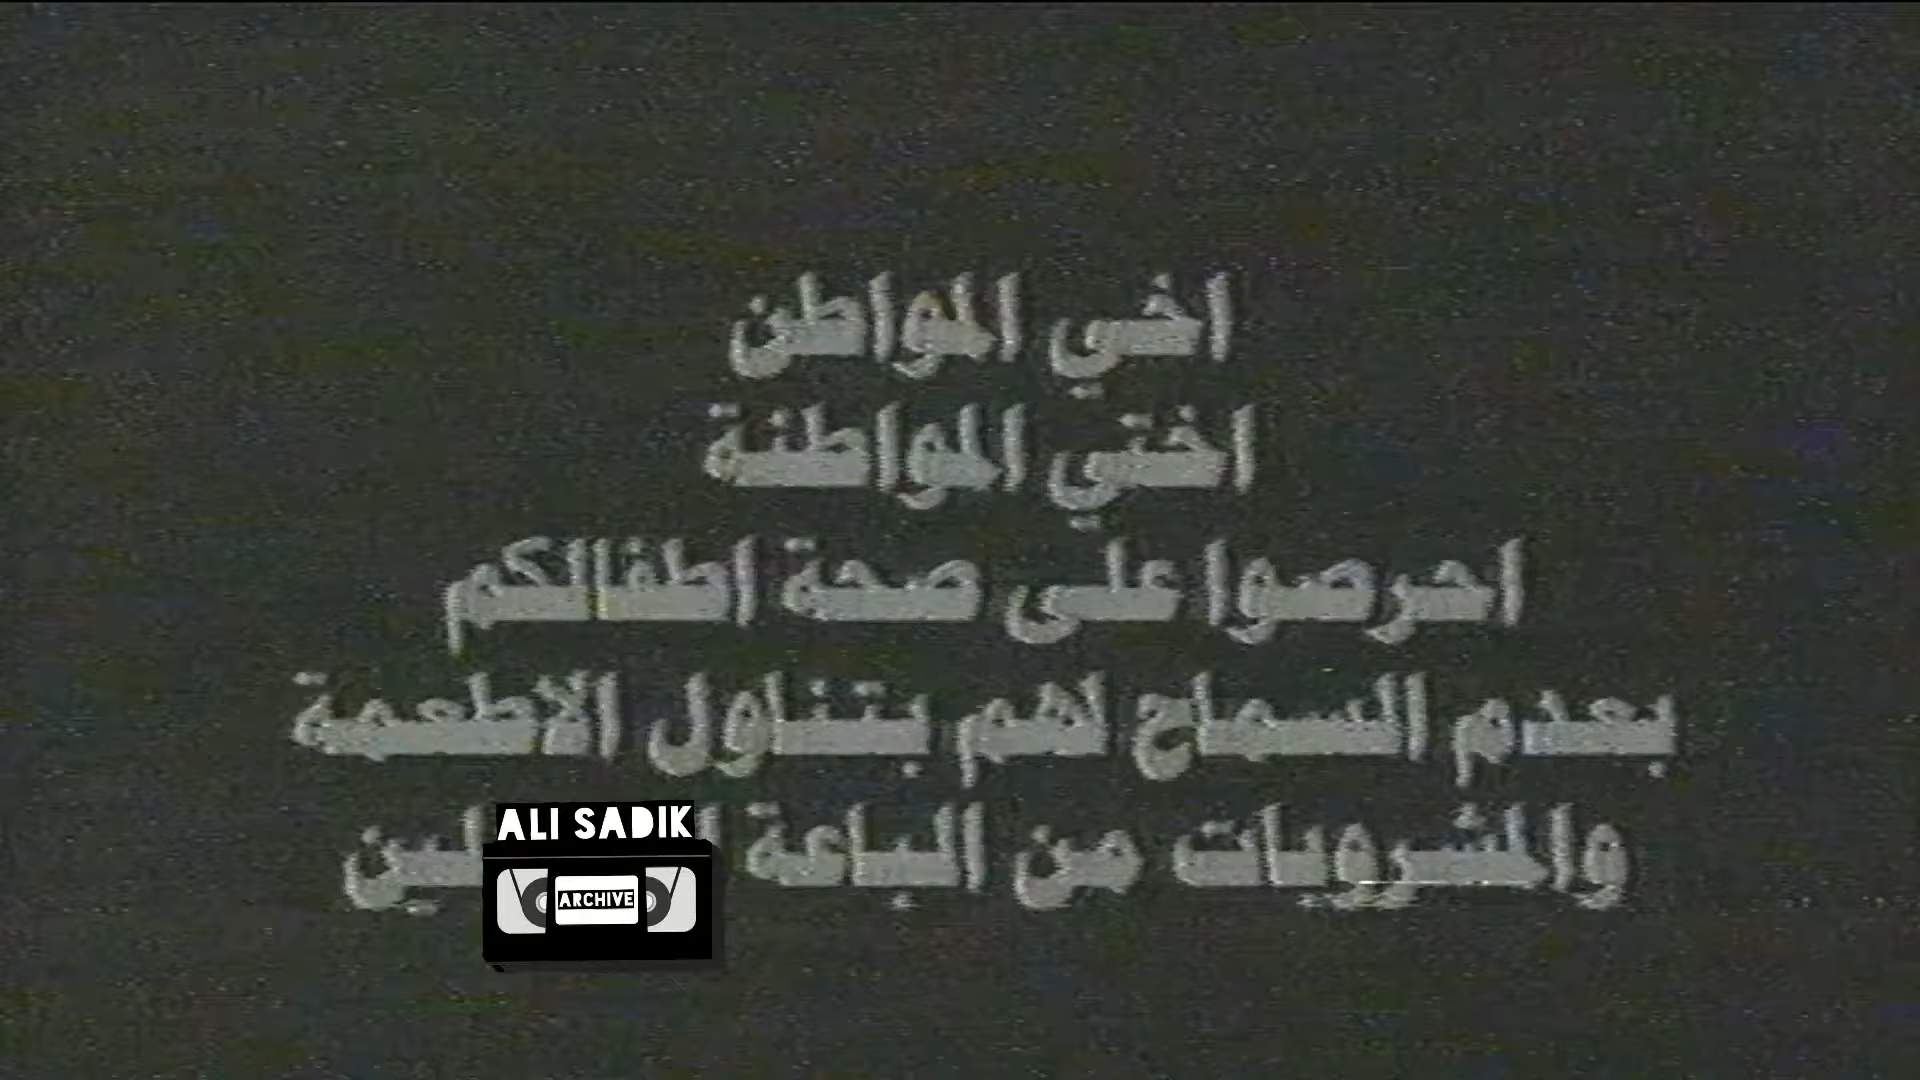 اخي المواطن
اختي المواطنة
احرصوا على صحة اطفالكم
بعدم السماح لهم بتناول الاطعمة
والمشروبات من الباعة
ALI SADIK
ARCHIVE